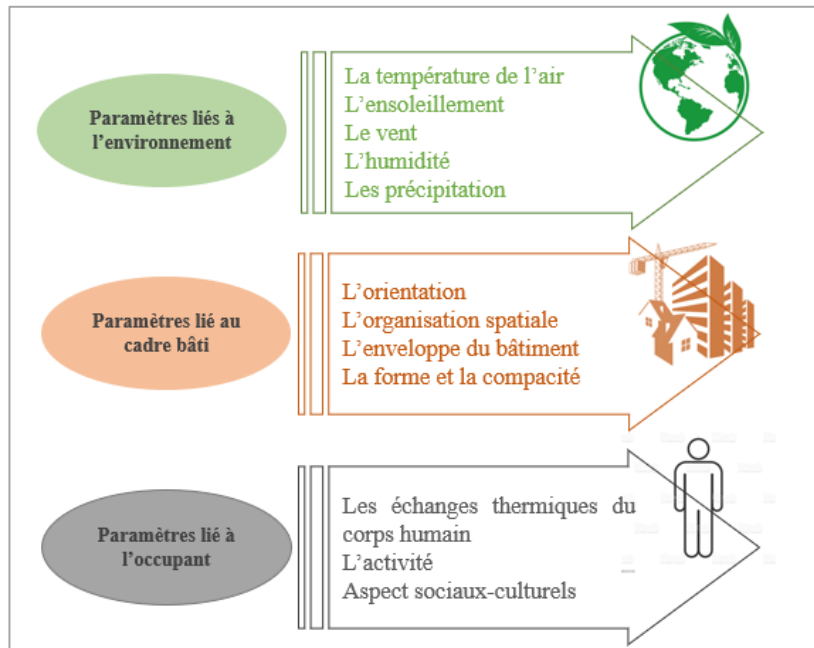 Paramètres liés à
l'environnement
La température de l'air
L'ensoleillement
Le vent
L'humidité
Les précipitation
Paramètres lié au
cadre bâti
L'orientation
L'organisation spatiale
L'enveloppe du bâtiment
La forme et la compacité
Paramètres lié à
l'occupant
Les échanges thermiques du
corps humain
L'activité
Aspect sociaux-culturels